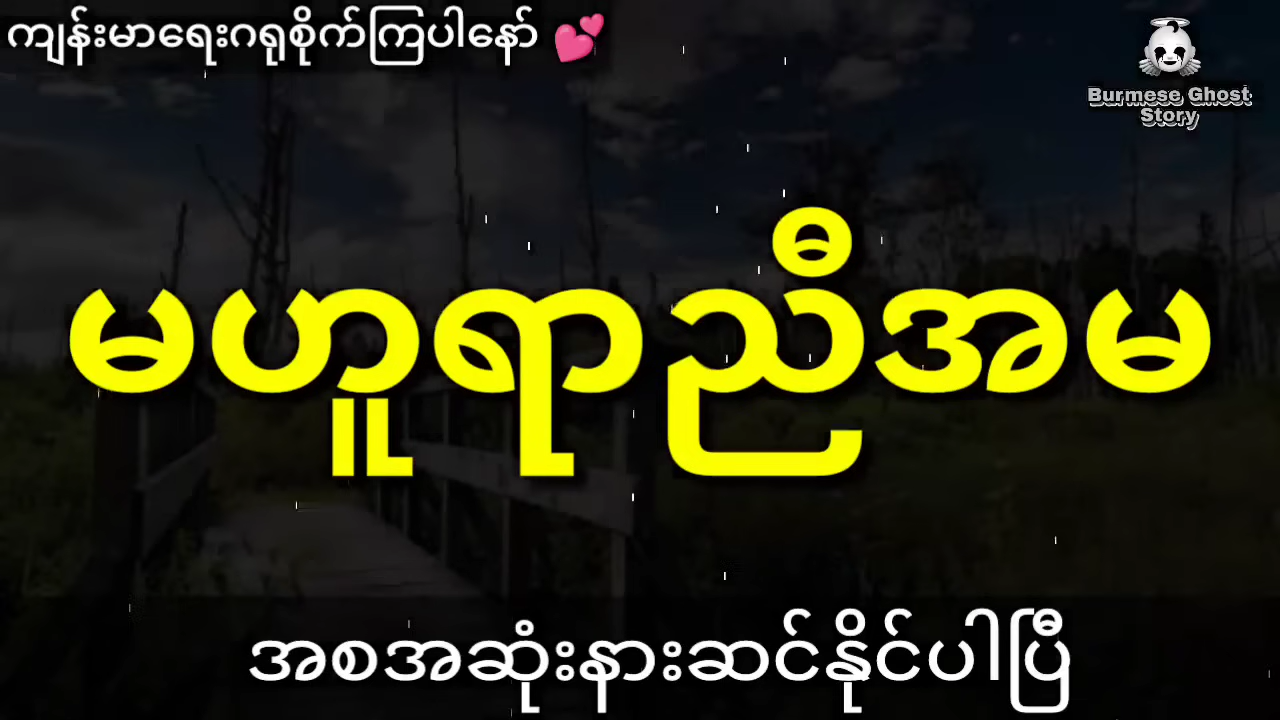 ကျန်းမာရေးဂရုစိုက်ကြပါနော် 💕
Burmese Ghost
Story
မဟူရာညီအမ
အစအဆုံးနားဆင်နိုင်ပါပြီ